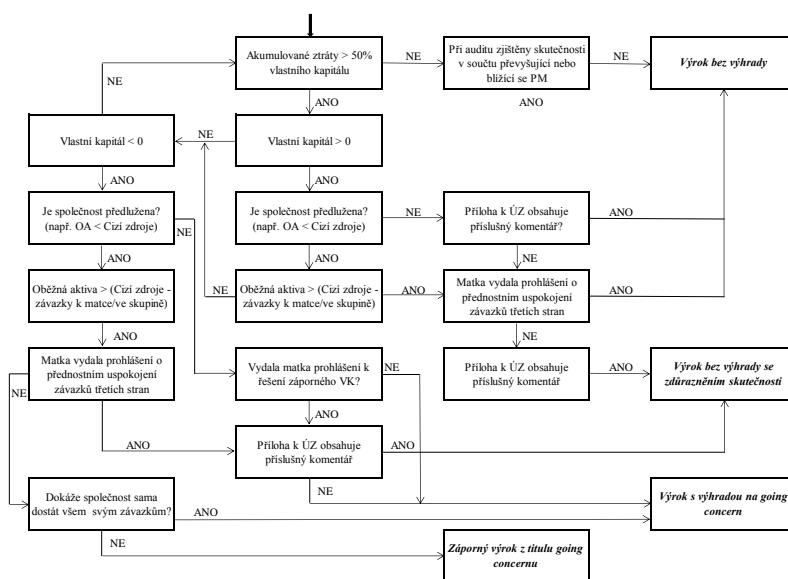 Akumulované ztráty > 50%
vlastního kapitálu
NE
Při auditu zjištěny skutečnosti
v součtu převyšující nebo
blížící se PM
NE
Výrok bez výhrady
NE
ANO
ANO
Vlastní kapitál < 0
NE
Vlastní kapitál > 0
ANO
ANO
Je společnost předlužena?
(např. OA < Cizí zdroje)
NE
Je společnost předlužena?
(např. OA < Cizí zdroje)
NE
Příloha k ÚZ obsahuje
příslušný komentář?
ANO
ANO
ANO
NE
Oběžná aktiva > (Cizí zdroje -
závazky k matce/ve skupině)
NE
Oběžná aktiva > (Cizí zdroje -
závazky k matce/ve skupině)
ANO
Matka vydala prohlášení o
přednostním uspokojení
závazků třetích stran
ANO
ANO
NE
Matka vydala prohlášení o
přednostním uspokojení
závazků třetích stran
NE
Vydala matka prohlášení k
řešení záporného VK?
NE
Příloha k ÚZ obsahuje
příslušný komentář
ANO
Výrok bez výhrady se
zdůrazněním skutečnosti
ANO
ANO
Příloha k ÚZ obsahuje
příslušný komentář
ANO
NE
Dokáže společnost sama
dostát všem svým závazkům?
ANO
Výrok s výhradou na going
concern
NE
Záporný výrok z titulu going
concernu